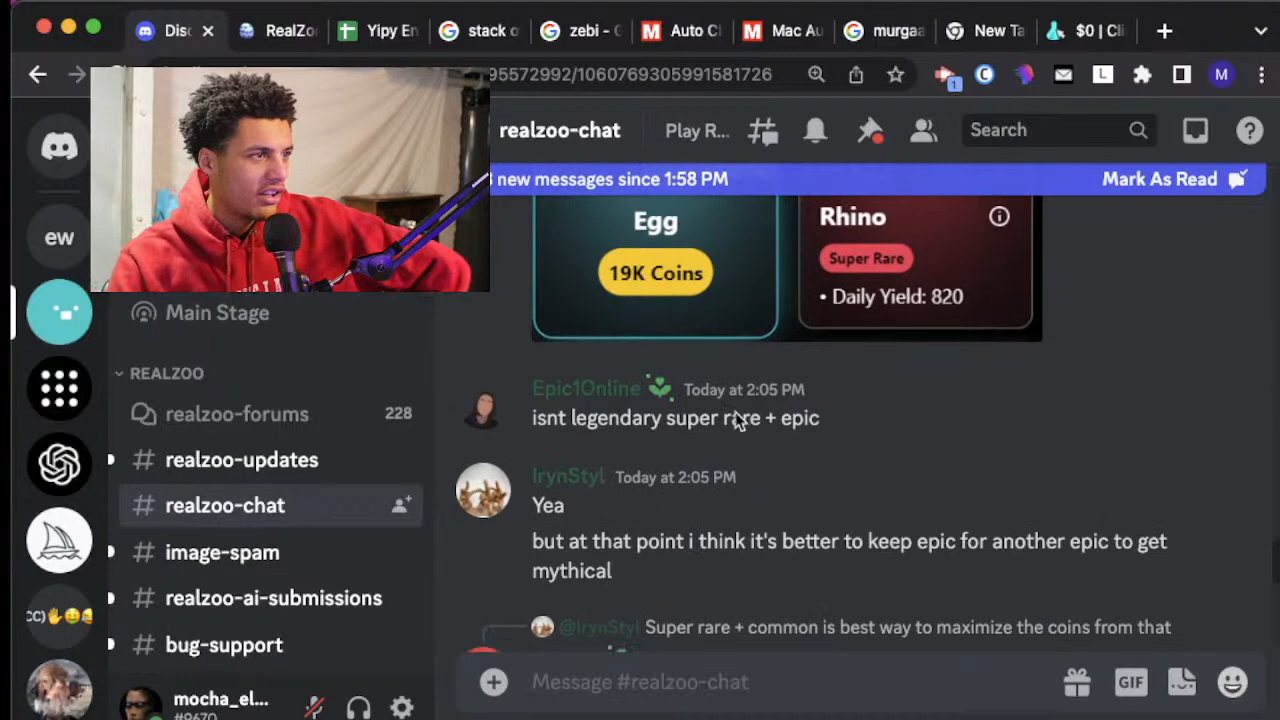 Disc
RealZo
Yipy En
stack o
zebi - G
Auto Cl
Mac Au
murgaa
New Ta
$0 | Cli
95572992/1060769305991581726
1
L
M
realzoo-chat
Play R...
Search
new messages since 1:58 PM
Mark As Read
ew
Egg
19K Coins
Rhino
Super Rare
• Daily Yield: 820
Main Stage
REALZOO
realzoo-forums
228
realzoo-updates
realzoo-chat
image-spam
realzoo-ai-submissions
bug-support
mocha_el...
#9670
Epic1Online
Today at 2:05 PM
isnt legendary super rare + epic
IrynStyl
Today at 2:05 PM
Yea
but at that point i think it's better to keep epic for another epic to get
mythical
@IrynStyl Super rare + common is best way to maximize the coins from that
Message #realzoo-chat
GIF